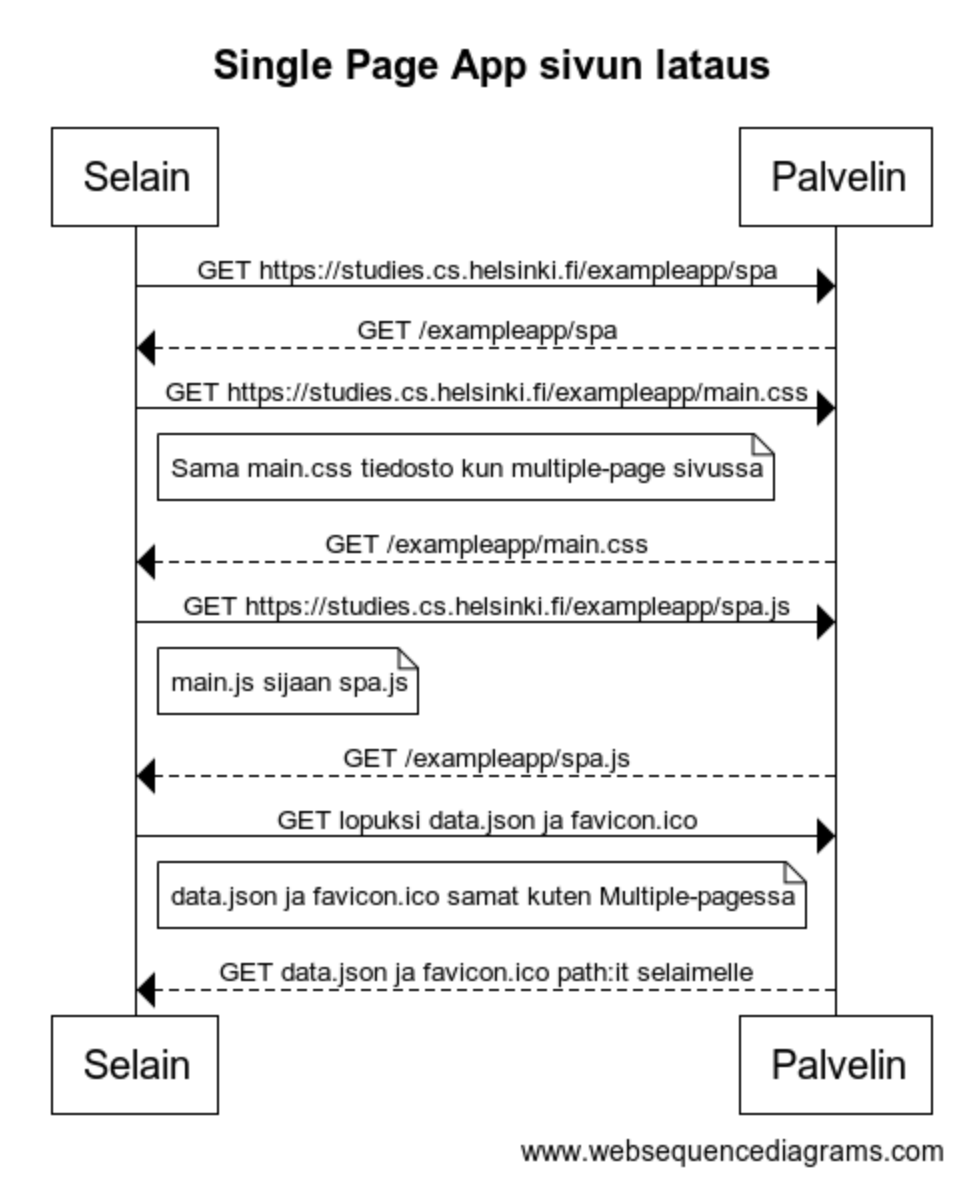 Single Page App sivun lataus
Selain
Palvelin
GET https://studies.cs.helsinki.fi/exampleapp/spa
GET /exampleapp/spa
GET https://studies.cs.helsinki.fi/exampleapp/main.css
Sama main.css tiedosto kun multiple-page sivussa
GET /exampleapp/main.css
GET https://studies.cs.helsinki.fi/exampleapp/spa.js
main.js sijaan spa.js
GET /exampleapp/spa.js
GET lopuksi data.json ja favicon.ico
data.json ja favicon.ico samat kuten Multiple-pagessa
GET data.json ja favicon.ico path:it selaimelle
Selain
Palvelin
www.websequencediagrams.com